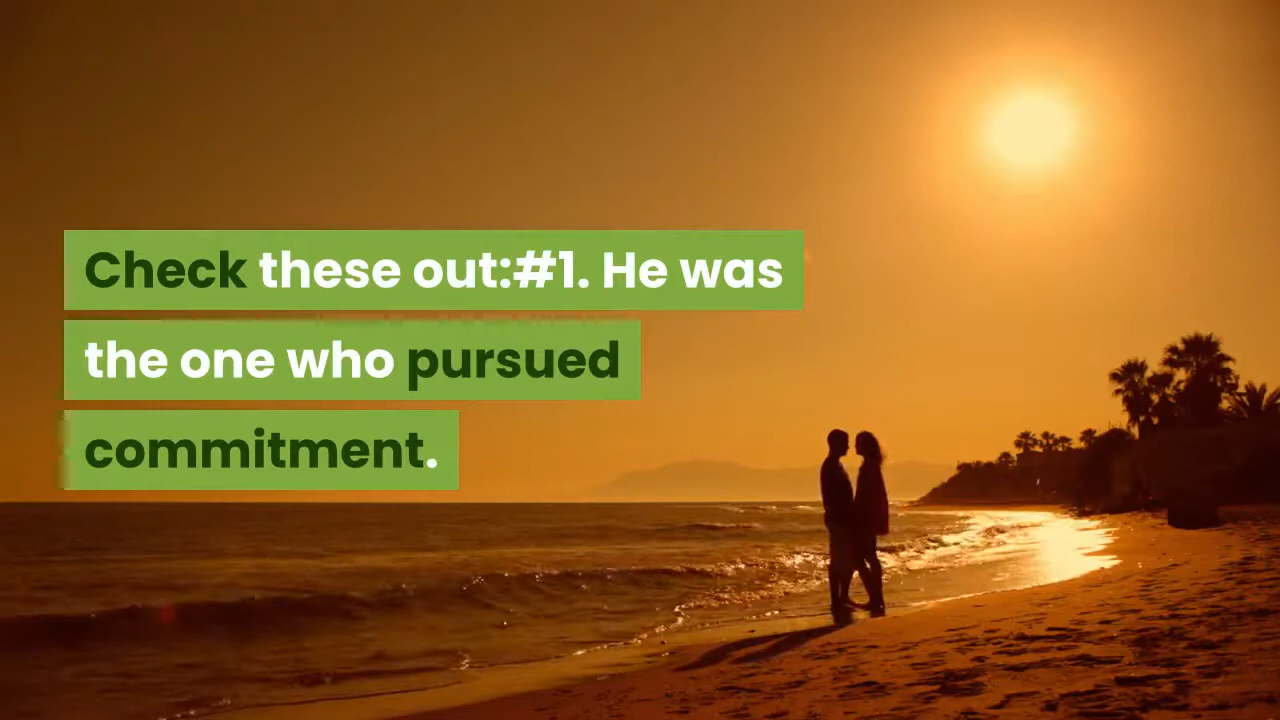 Check these out:#1. He was
the one who pursued
commitment.